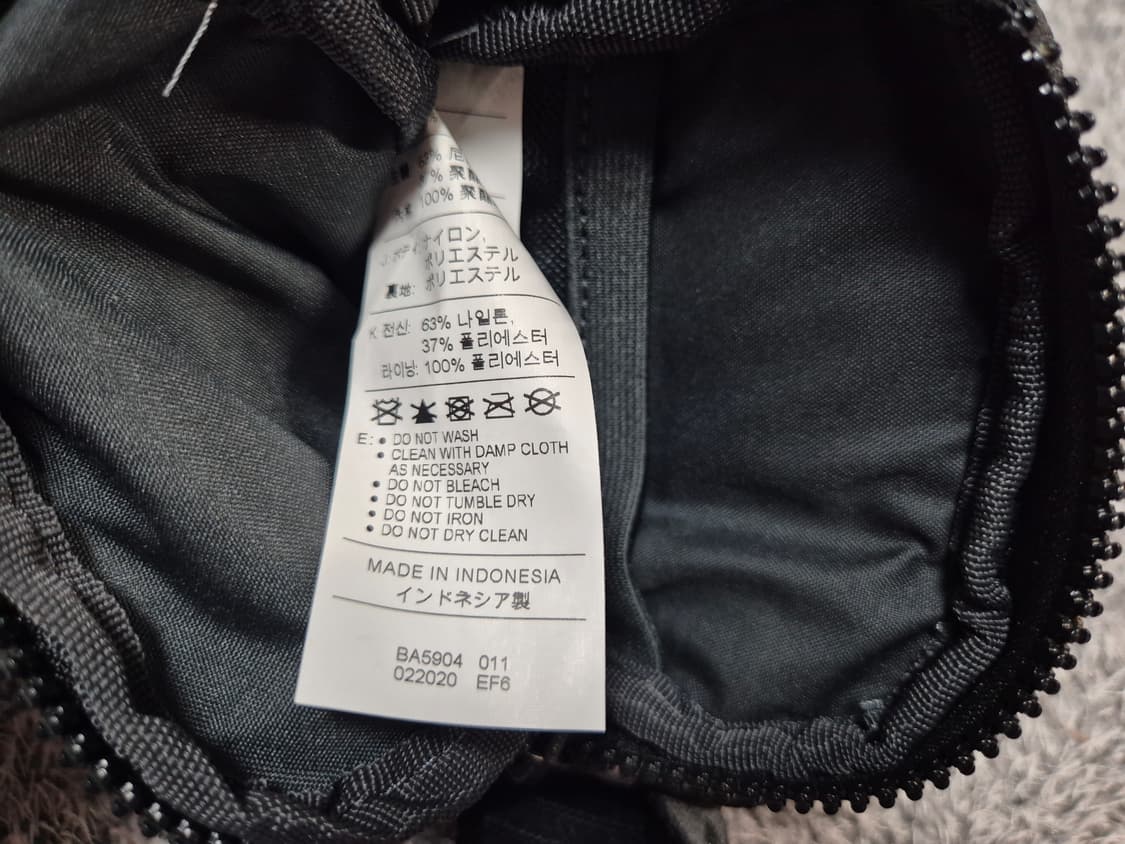 100% 聚
J: ボディ: ナイロン,
ポリエステル
裏地: ポリエステル
K 전신: 63% 나일론,
37% 폴리에스터
라이닝: 100% 폴리에스터
E: • DO NOT WASH
• CLEAN WITH DAMP CLOTH
AS NECESSARY
• DO NOT BLEACH
• DO NOT TUMBLE DRY
• DO NOT IRON
• DO NOT DRY CLEAN
MADE IN INDONESIA
インドネシア製
BA5904 011
022020 EF6